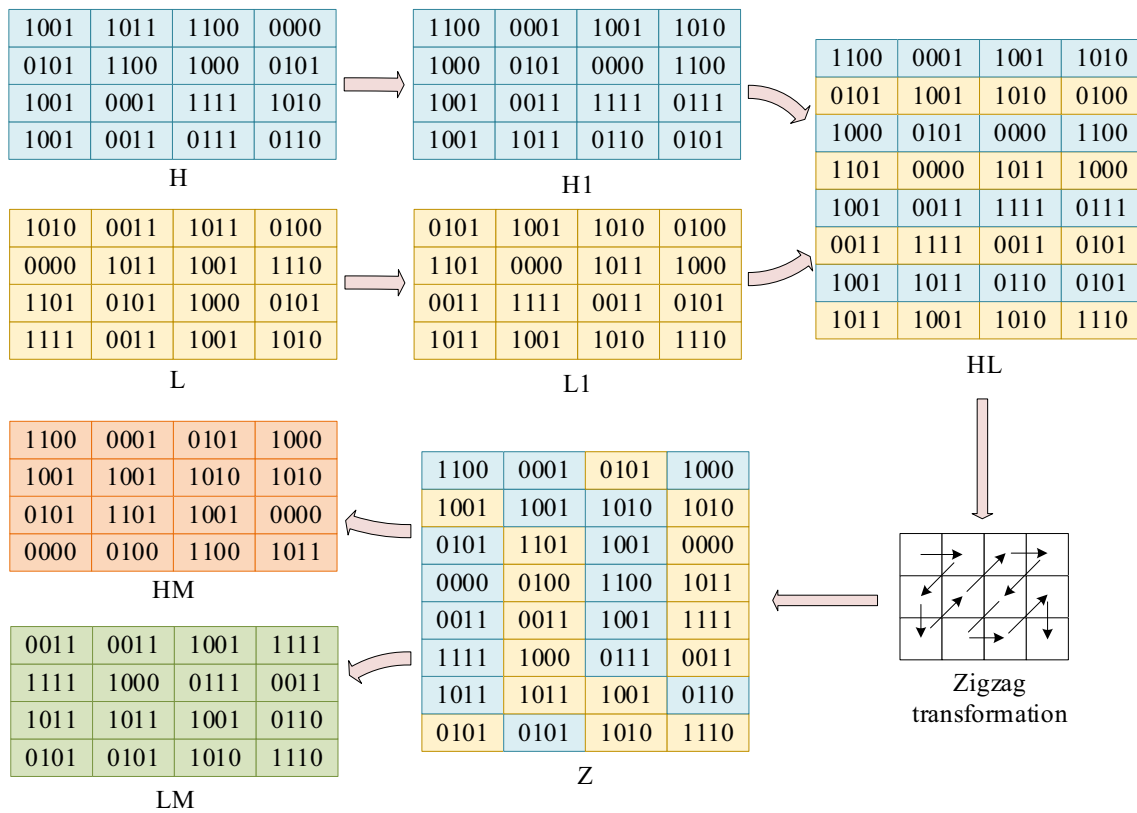 1001 1011 1100 0000
0101 1100 1000 0101
1001 0001 1111 1010
1001 0011 0111 0110
H
1100 0001 1001 1010
1000 0101 0000 1100
1001 0011 1111 0111
1001 1011 0110 0101
H1
1010 0011 1011 0100
0000 1011 1001 1110
1101 0101 1000 0101
1111 0011 1001 1010
L
0101 1001 1010 0100
1101 0000 1011 1000
0011 1111 0011 0101
1011 1001 1010 1110
L1
1100 0001 1001 1010
0101 1001 1010 0100
1000 0101 0000 1100
1101 0000 1011 1000
1001 0011 1111 0111
0011 1111 0011 0101
1001 1011 0110 0101
1011 1001 1010 1110
HL
Zigzag
transformation
1100 0001 0101 1000
1001 1001 1010 1010
0101 1101 1001 0000
0000 0100 1100 1011
0011 0011 1001 1111
1111 1000 0111 0011
1011 1011 1001 0110
0101 0101 1010 1110
Z
1100 0001 0101 1000
1001 1001 1010 1010
0101 1101 1001 0000
0000 0100 1100 1011
HM
0011 0011 1001 1111
1111 1000 0111 0011
1011 1011 1001 0110
0101 0101 1010 1110
LM